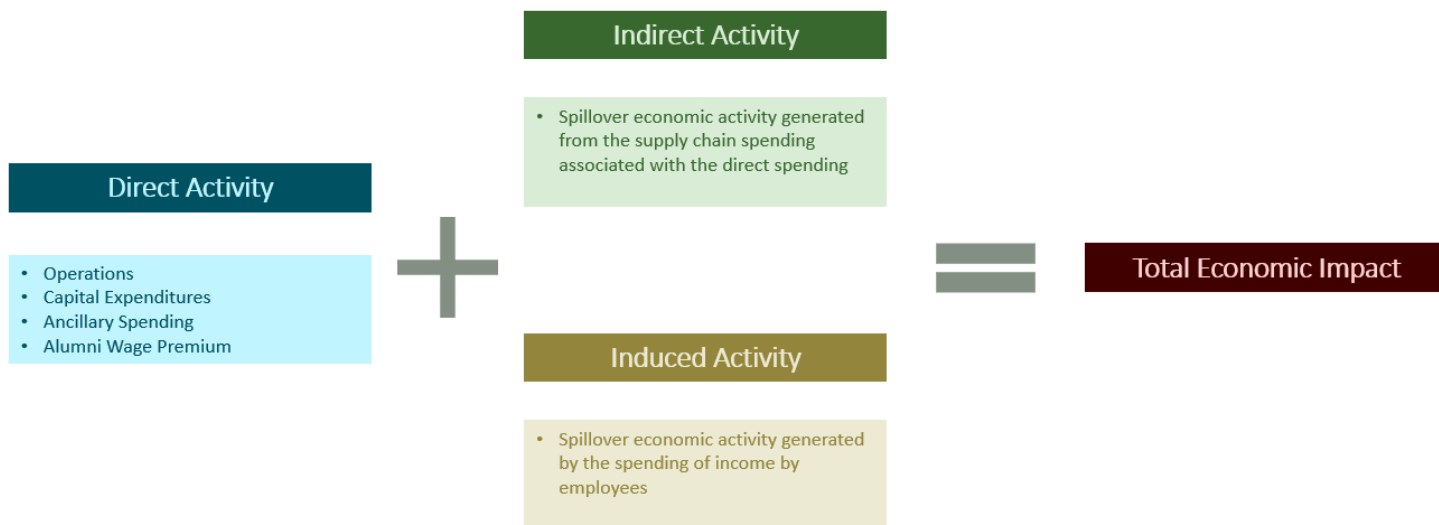 Direct Activity
• Operations
• Capital Expenditures
• Ancillary Spending
• Alumni Wage Premium
Indirect Activity
• Spillover economic activity generated
from the supply chain spending
associated with the direct spending
Induced Activity
• Spillover economic activity generated
by the spending of income by
employees
Total Economic Impact